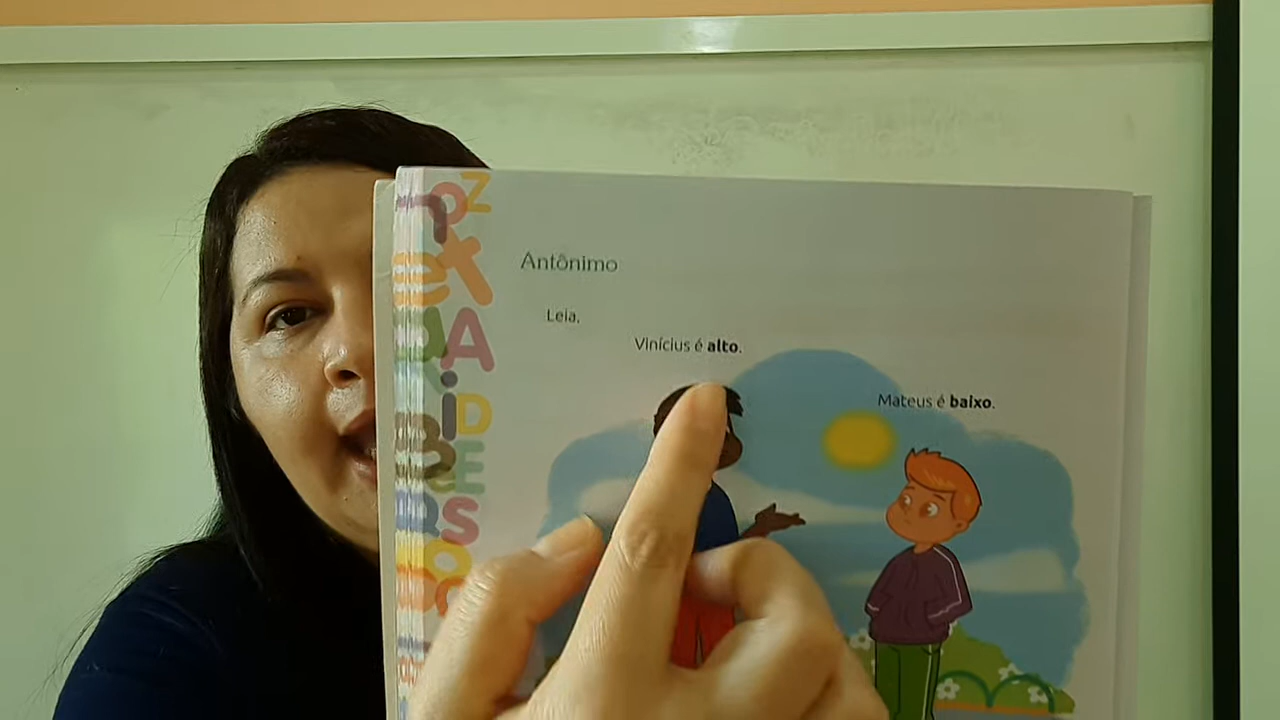 Antônimo
Leia.
Vinícius é alto.
Mateus é baixo.